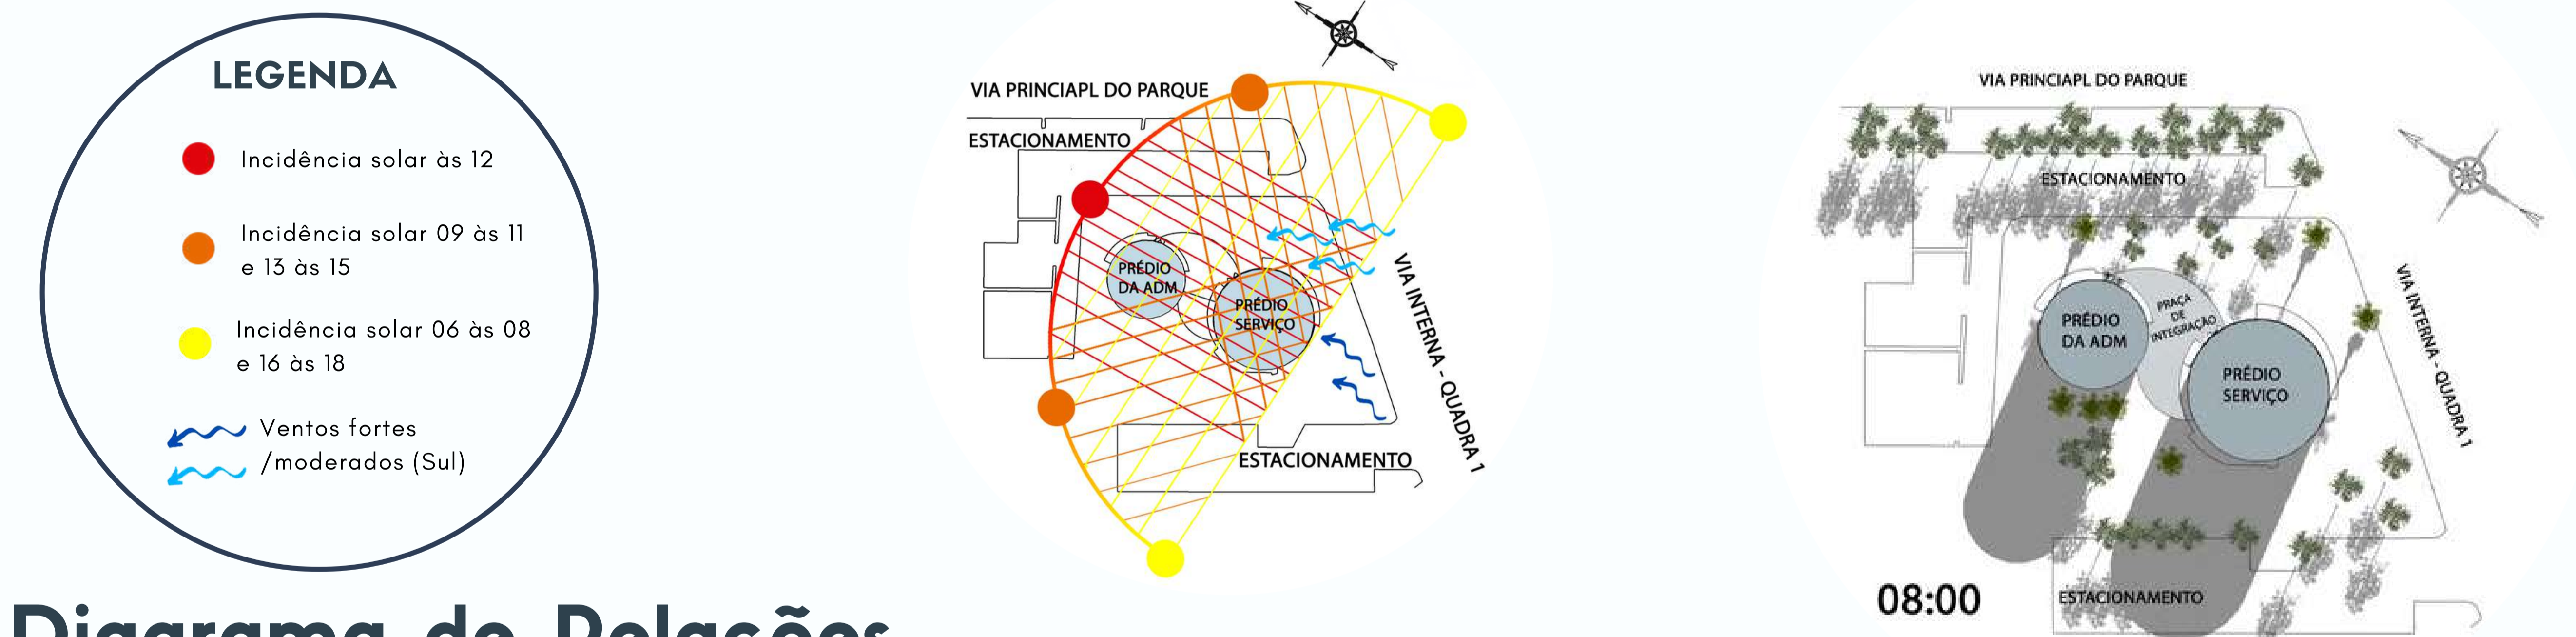 LEGENDA
Incidência solar às 12
Incidência solar 09 às 11
e 13 às 15
Incidência solar 06 às 08
e 16 às 18
Ventos fortes
/moderados (Sul)
VIA PRINCIAPL DO PARQUE
ESTACIONAMENTO
PRÉDIO
DA ADM
PRÉDIO
SERVIÇO
VIA INTERNA - QUADRA 1
ESTACIONAMENTO
VIA PRINCIAPL DO PARQUE
ESTACIONAMENTO
PRÉDIO
DA ADM
PRAÇA
DE
INTEGRAÇÃO
PRÉDIO
SERVIÇO
VIA INTERNA - QUADRA 1
08:00
ESTACIONAMENTO
Diagrama de Relações